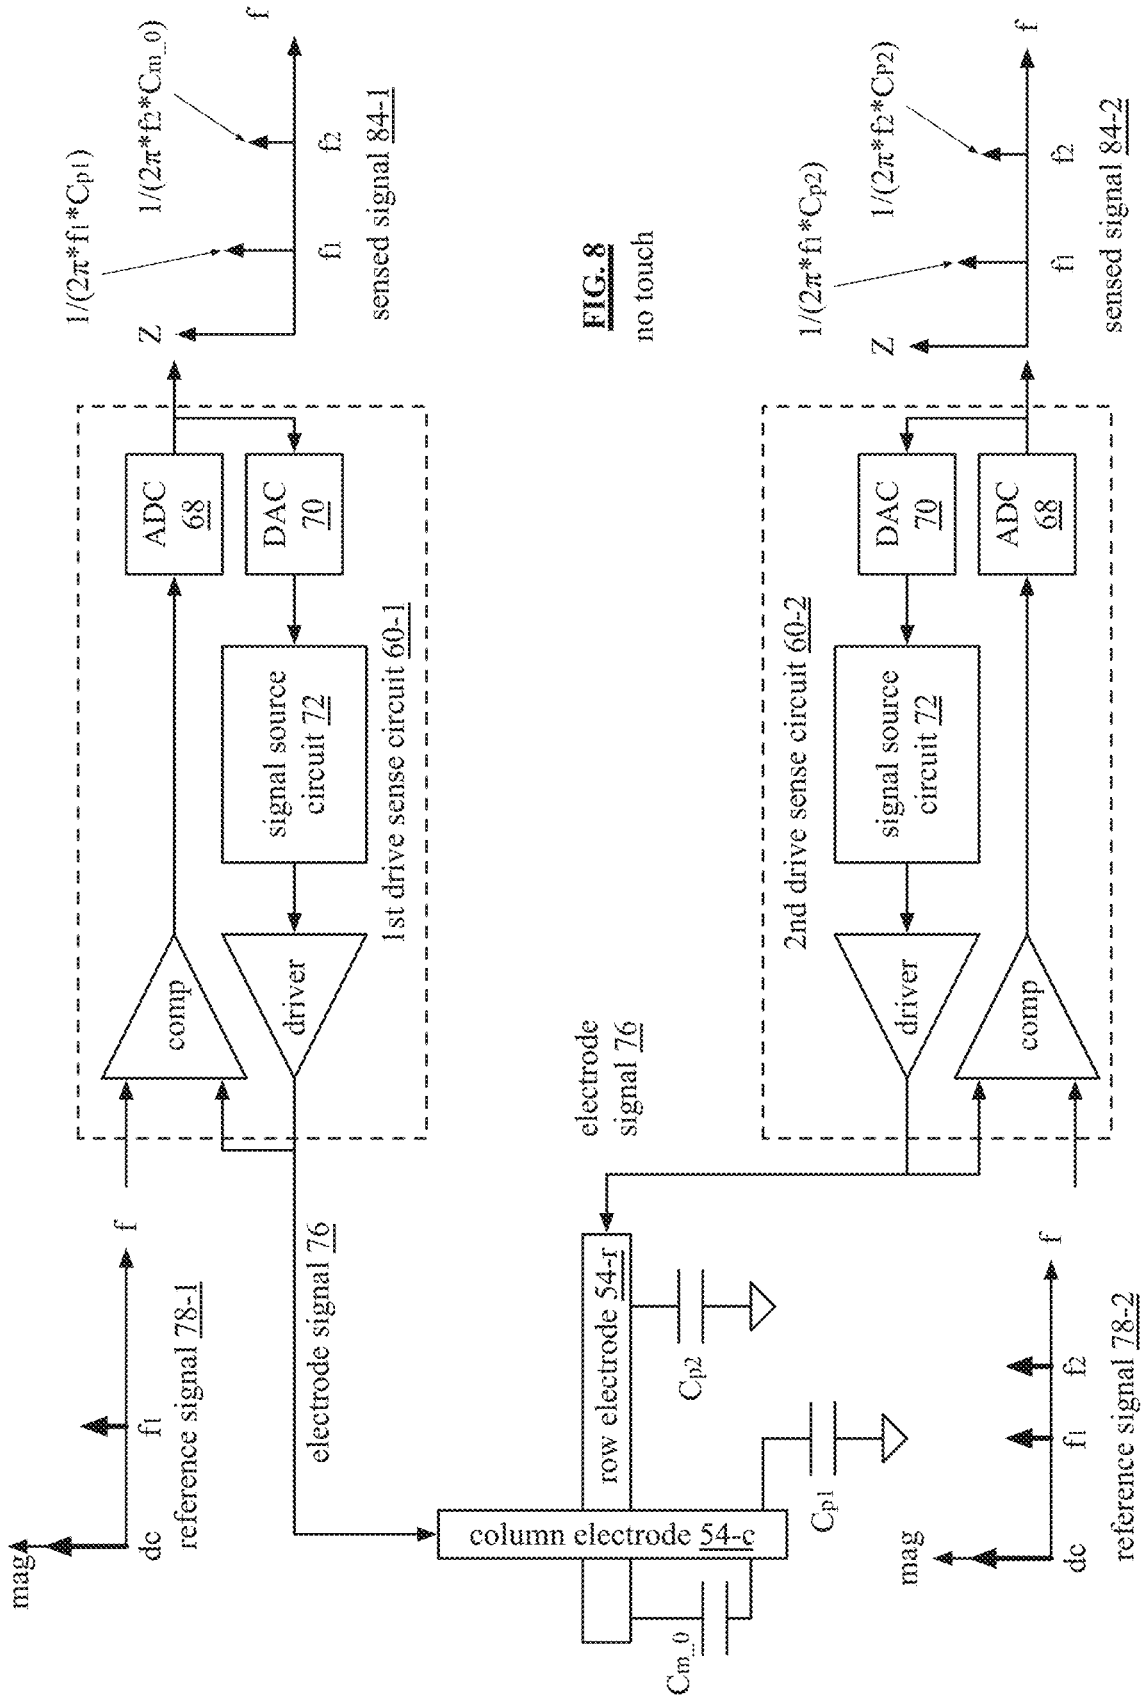 mag
dc
f1
f
reference signal 78-1
comp
ADC
68
DAC
70
signal source
circuit 72
driver
1st drive sense circuit 60-1
Z
f1
f2
f
1/(2π*f1*Cp1)
1/(2π*f2*Cm_0)
sensed signal 84-1
electrode signal 76
FIG. 8
no touch
electrode
signal 76
column electrode 54-c
row electrode 54-r
Cm_0
Cp1
Cp2
2nd drive sense circuit 60-2
driver
signal source
circuit 72
DAC
70
comp
ADC
68
Z
f1
f2
f
1/(2π*f1*Cp2)
1/(2π*f2*CP2)
sensed signal 84-2
mag
dc
f1
f2
f
reference signal 78-2